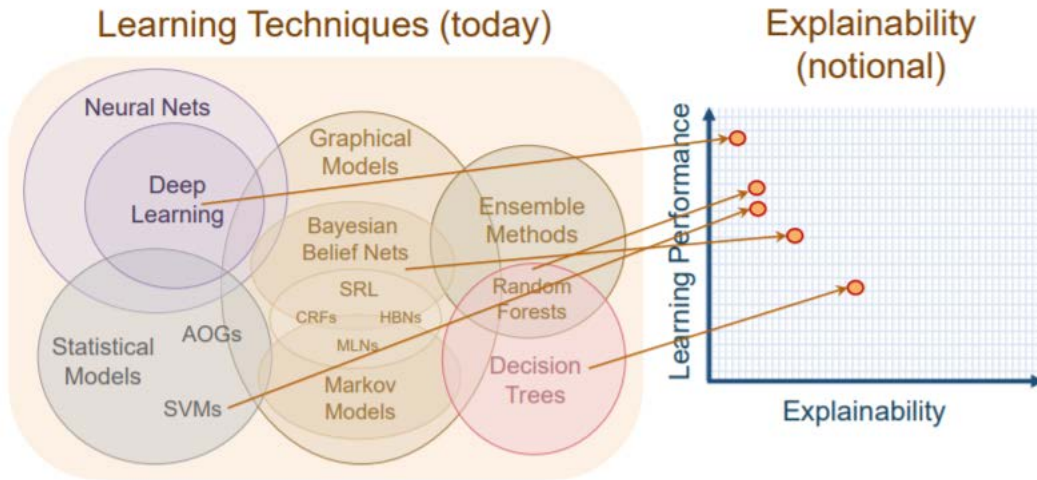 Learning Techniques (today)
Neural Nets
Deep
Learning
Graphical
Models
Bayesian
Belief Nets
SRL
CRFs
HBNs
MLNs
Markov
Models
Ensemble
Methods
Random
Forests
Decision
Trees
Statistical
Models
AOGs
SVMs
Explainability
(notional)
Learning Performance
Explainability